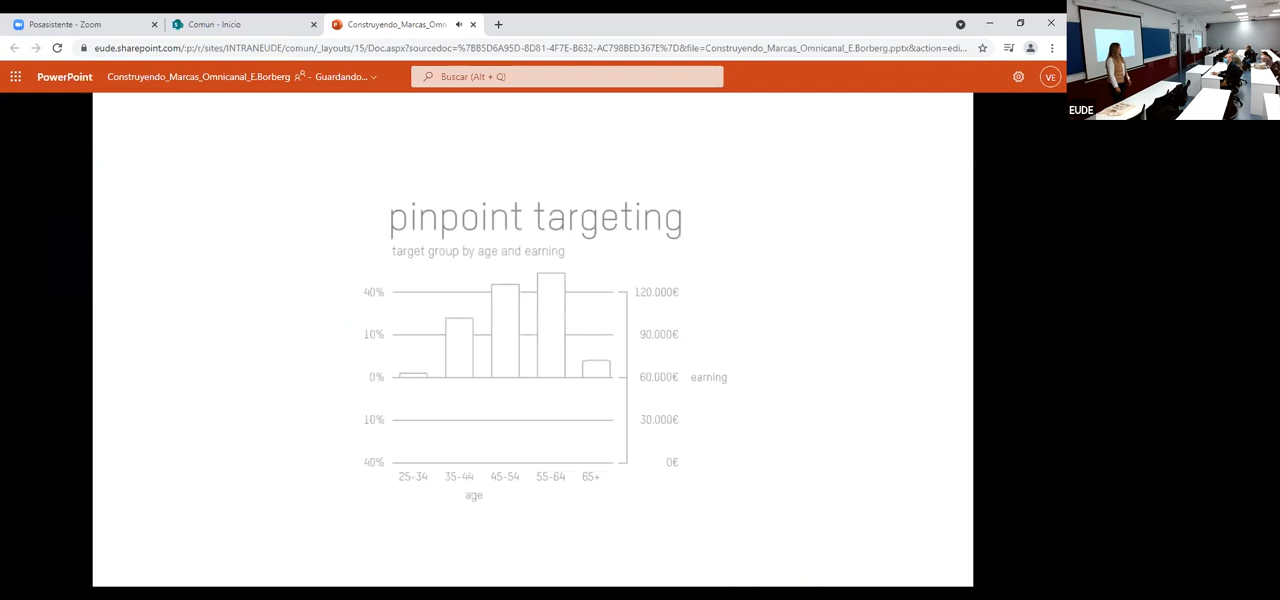 Posasistente - Zoom
Comun - Inicio
Construyendo_Marcas_Omn
eude.sharepoint.com/:p:/r/sites/INTRANEUDE/comun/_layouts/15/Doc.aspx?sourcedoc=%7BB5D6A95D-8D81-4F7E-B632-AC798BED367E%7D&file=Construyendo_Marcas_Omnicanal_E.Borberg.pptx&action=edi...
PowerPoint
Construyendo_Marcas_Omnicanal_E.Borberg
- Guardando...
Buscar (Alt + Q)
VE
EUDE
pinpoint targeting
target group by age and earning
40%
120.000€
10%
90.000€
0%
60.000€
earning
10%
30.000€
40%
0€
25-34
35-44
45-54
55-64
65+
age